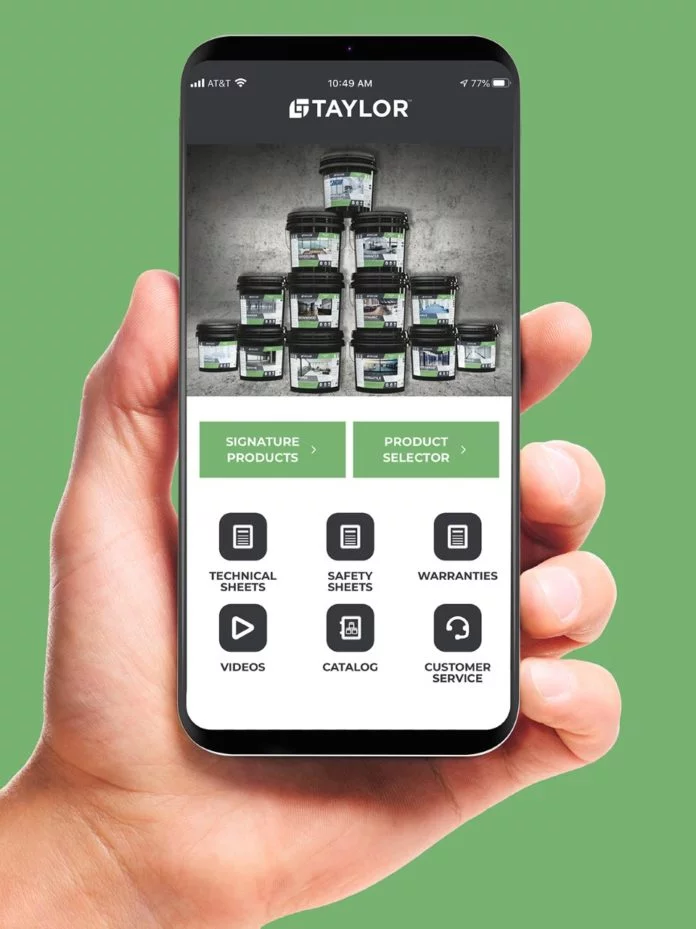 AT&T
10:49 AM
77%
TAYLOR
SIGNATURE
PRODUCTS
PRODUCT
SELECTOR
TECHNICAL
SHEETS
SAFETY
SHEETS
WARRANTIES
VIDEOS
CATALOG
CUSTOMER
SERVICE